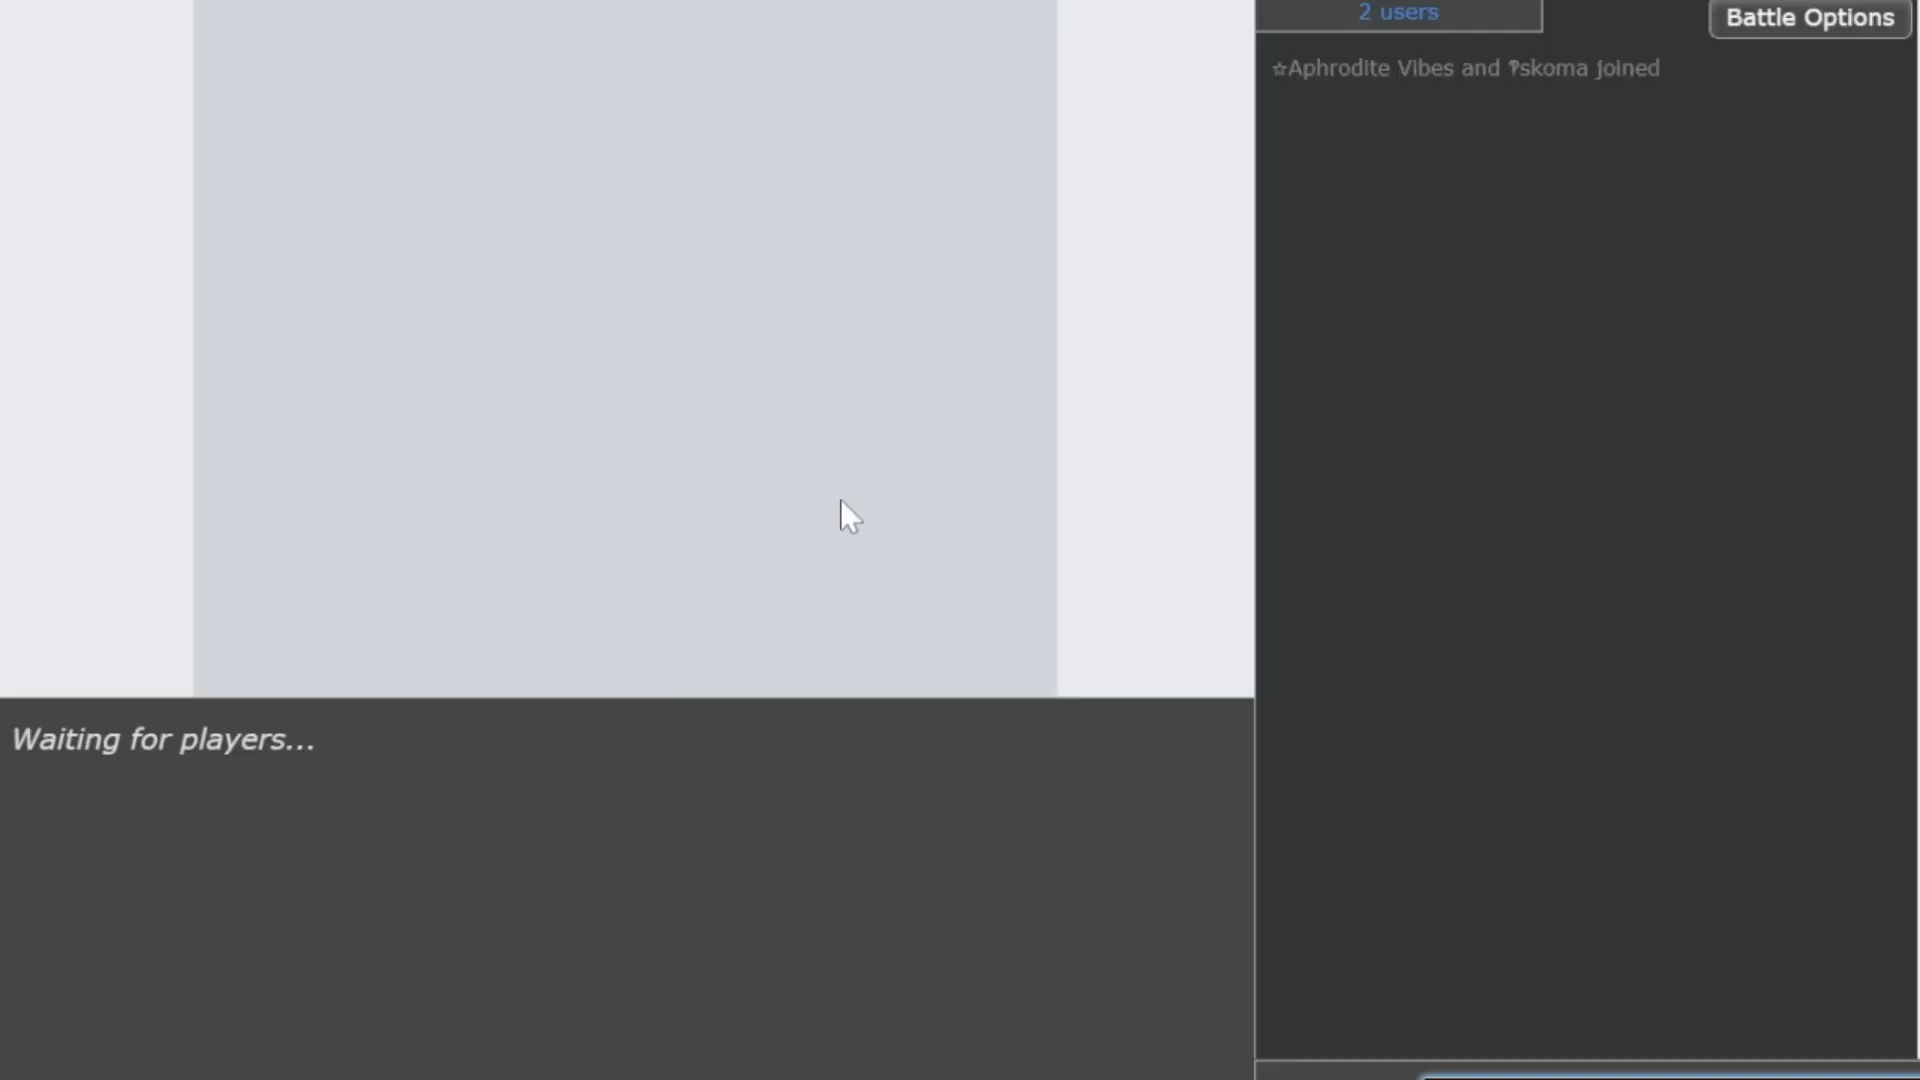 2 users
Battle Options
☆Aphrodite Vibes and ‽skoma joined
Waiting for players...